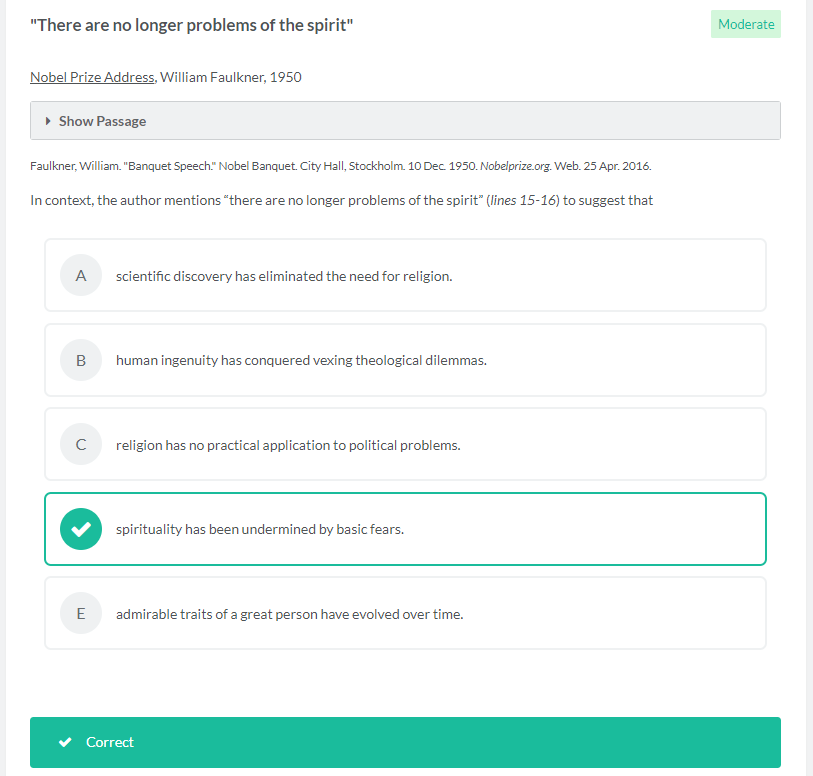 "There are no longer problems of the spirit"
Moderate
Nobel Prize Address, William Faulkner, 1950
Show Passage
Faulkner, William. "Banquet Speech." Nobel Banquet. City Hall, Stockholm. 10 Dec. 1950. Nobelprize.org. Web. 25 Apr. 2016.
In context, the author mentions “there are no longer problems of the spirit” (lines 15-16) to suggest that
A scientific discovery has eliminated the need for religion.
B human ingenuity has conquered vexing theological dilemmas.
C religion has no practical application to political problems.
spirituality has been undermined by basic fears.
E admirable traits of a great person have evolved over time.
Correct